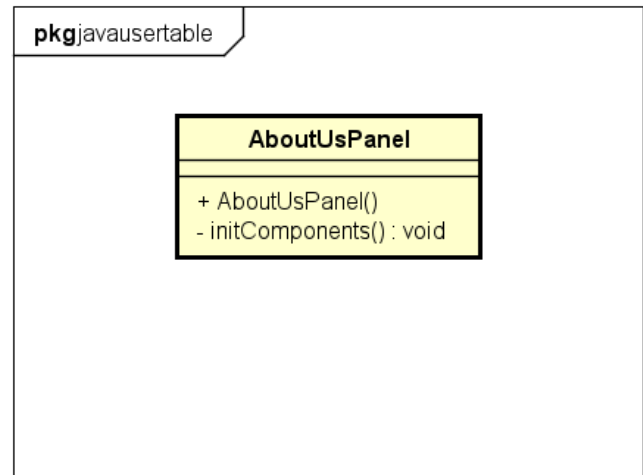 pkgjavausertable
AboutUsPanel
+ AboutUsPanel()
- initComponents() : void